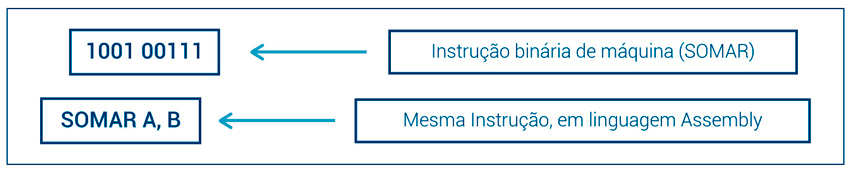 1001 00111
Instrução binária de máquina (SOMAR)
SOMAR A, B
Mesma Instrução, em linguagem Assembly